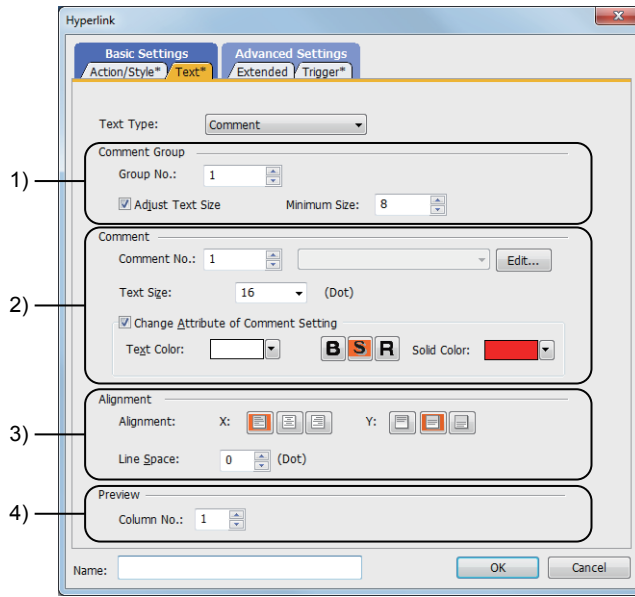 Hyperlink
Basic Settings Advanced Settings
Action/Style* Text* Extended Trigger*
Text Type: Comment
1) Comment Group
Group No.: 1
Adjust Text Size Minimum Size: 8
2) Comment
Comment No.: 1 Edit...
Text Size: 16 (Dot)
Change Attribute of Comment Setting
Text Color: B S R Solid Color:
3) Alignment
Alignment: X: Y:
Line Space: 0 (Dot)
4) Preview
Column No.: 1
Name: OK Cancel